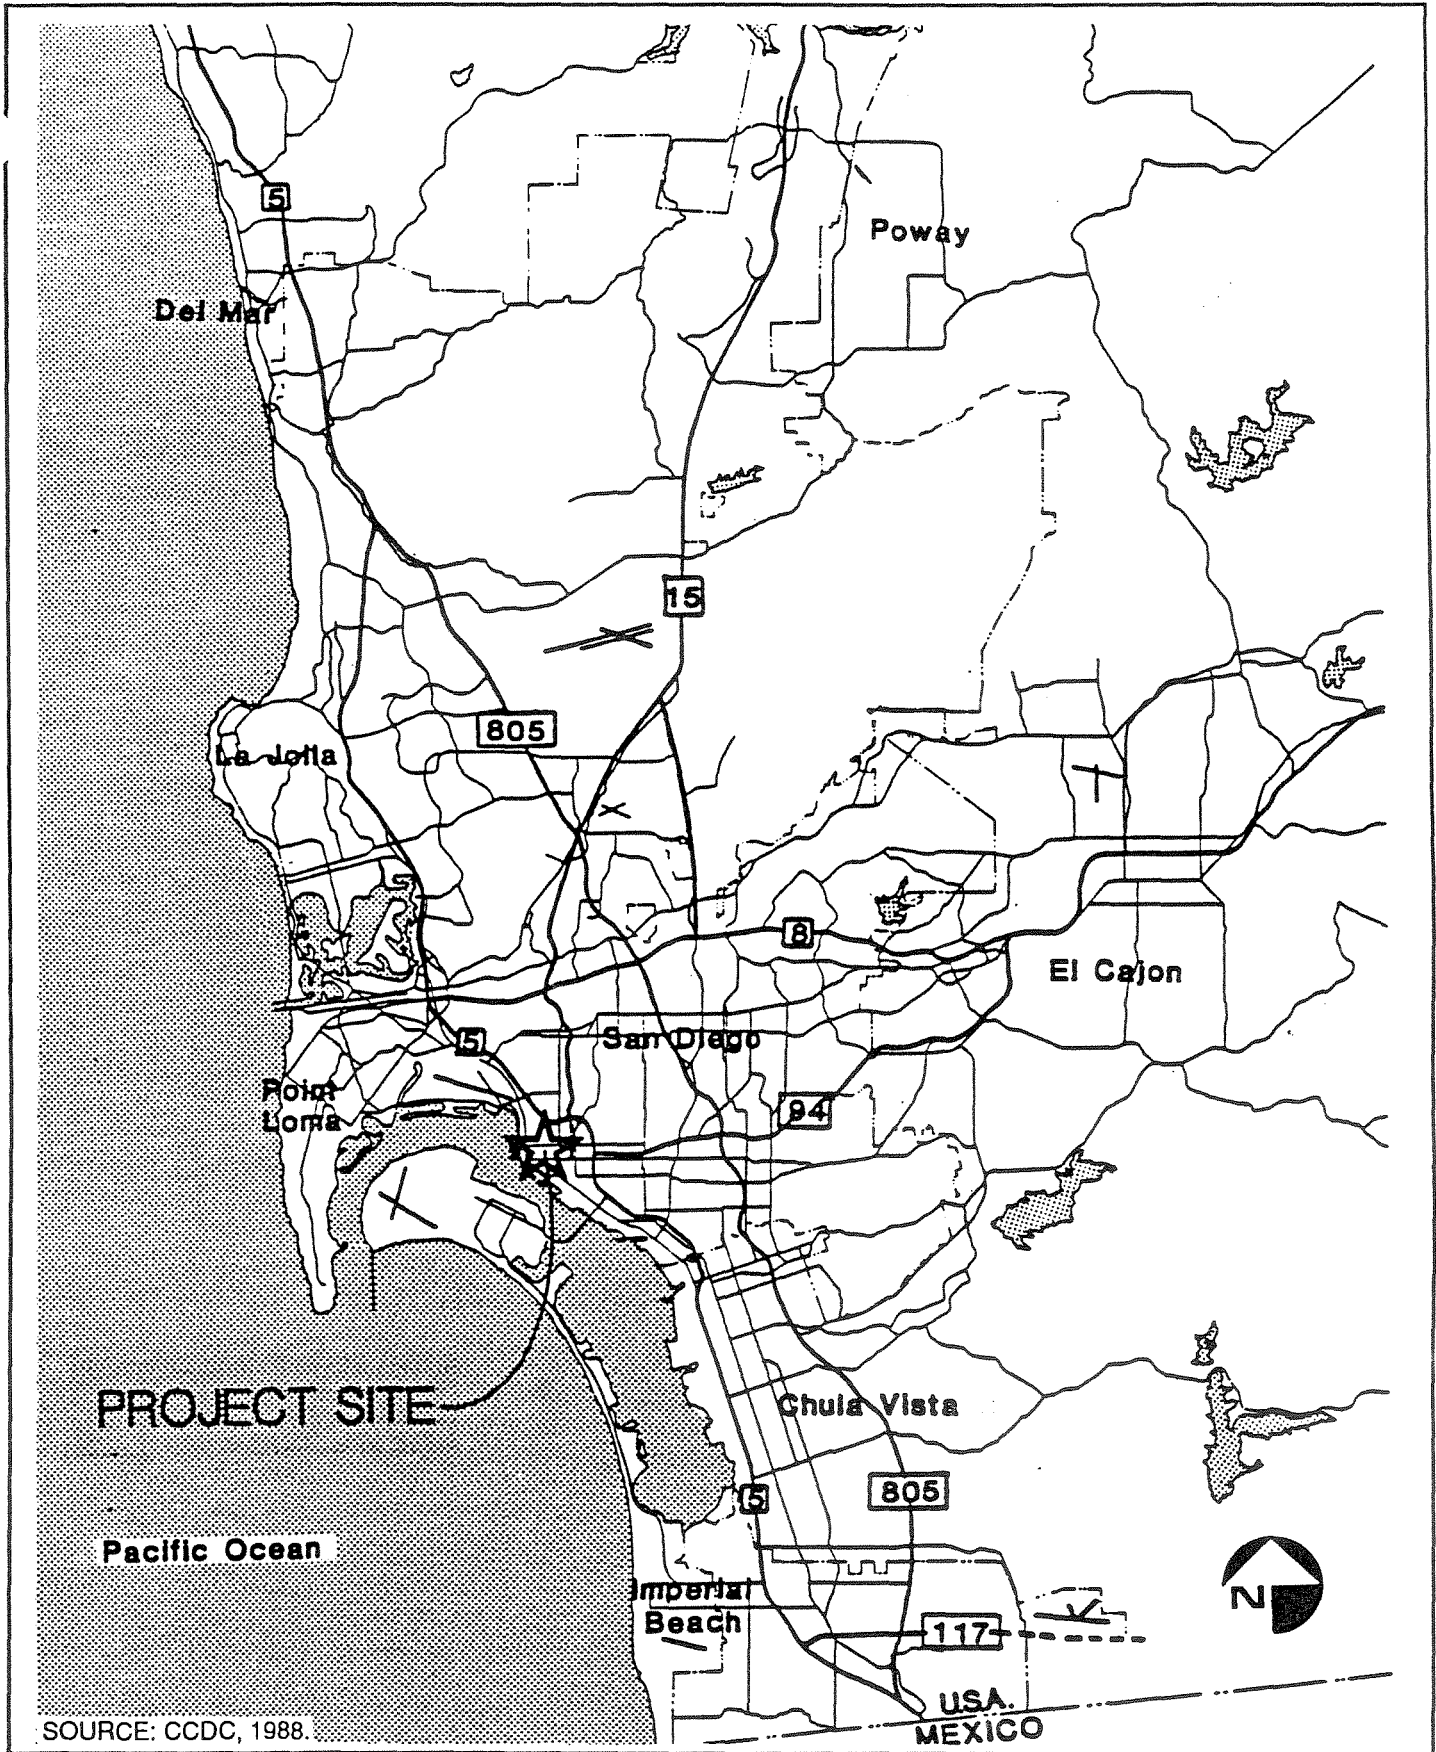 5
Poway
Del Mar
15
805
La Jolla
8
El Cajon
5
San Diego
Point
Loma
94
PROJECT SITE
Chula Vista
5
805
Pacific Ocean
Imperial
Beach
N
117
U.S.A.
MEXICO
SOURCE: CCDC, 1988.